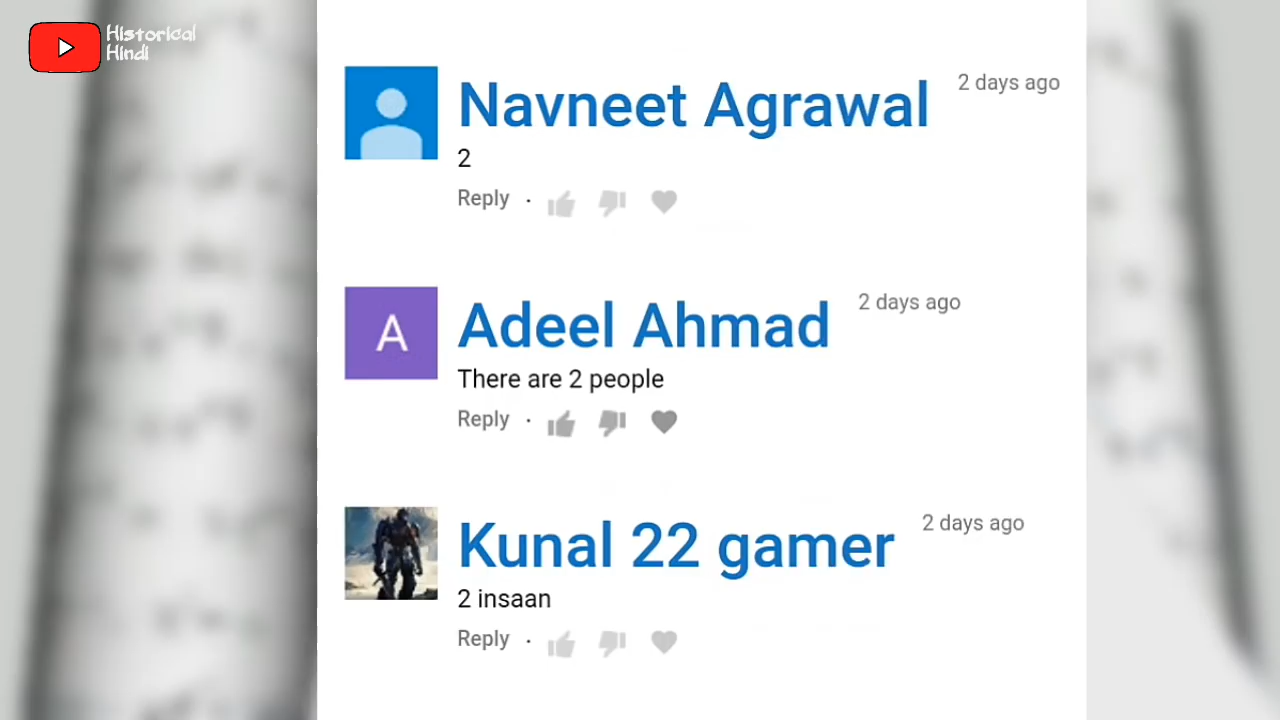 Historical
Hindi
Navneet Agrawal 2 days ago
2
Reply ·
A
Adeel Ahmad 2 days ago
There are 2 people
Reply ·
Kunal 22 gamer 2 days ago
2 insaan
Reply ·